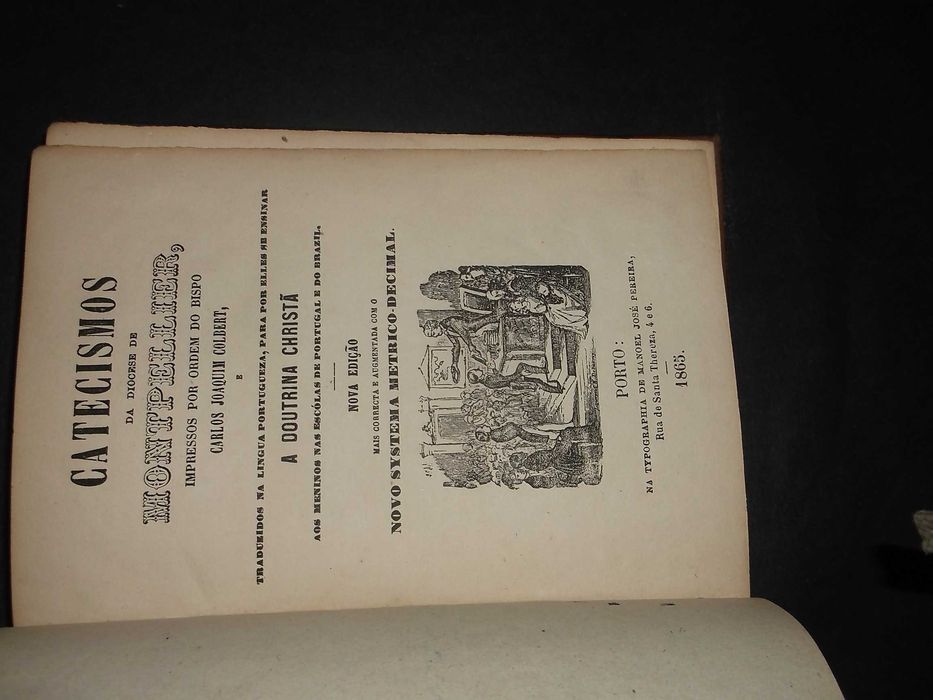 CATECISMOS
DA DIOCESE DE
MONTPELLIER,
IMPRESSOS POR ORDEM DO BISPO
CARLOS JOAQUIM COLBERT,
E
TRADUZIDOS NA LINGUA PORTUGUEZA, PARA POR ELLES SE ENSINAR
A DOUTRINA CHRISTÃ
AOS MENINOS NAS ESCÓLAS DE PORTUGAL E DO BRAZIL.
NOVA EDIÇÃO
MAIS CORRECTA E AUGMENTADA COM O
NOVO SYSTEMA METRICO-DECIMAL.
PORTO:
NA TYPOGRAPHIA DE MANOEL JOSÉ PEREIRA,
Rua de Santa Thereza, 4 e 6.
1865.